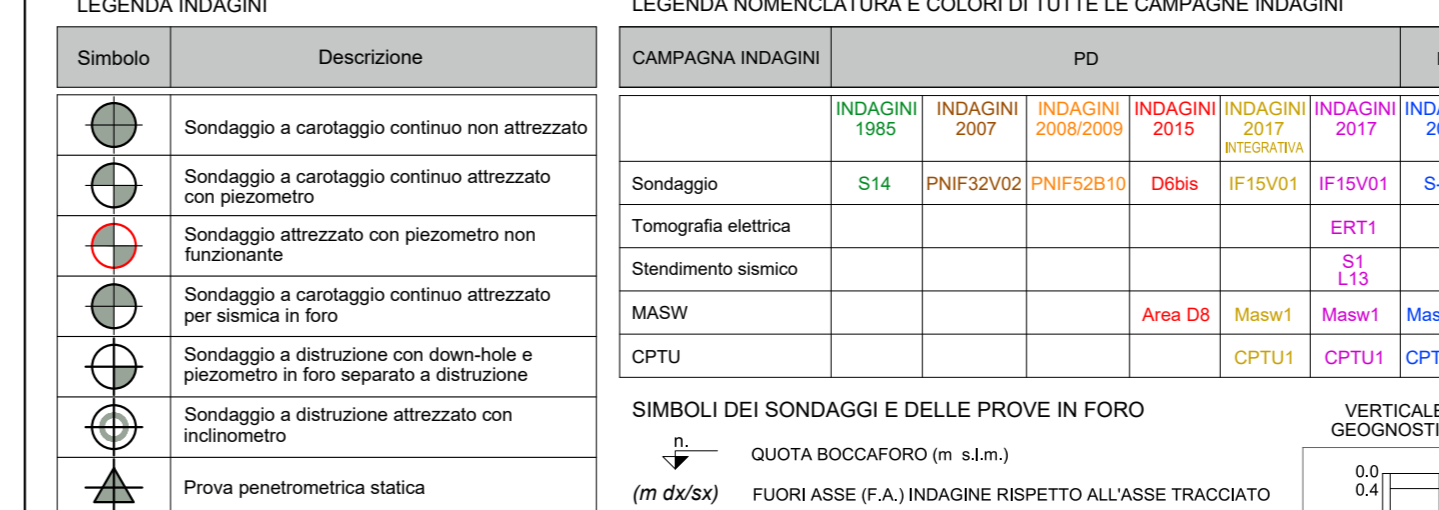 LEGENDA INDAGINI
Simbolo Descrizione
Sondaggio a carotaggio continuo non attrezzato
Sondaggio a carotaggio continuo attrezzato
con piezometro
Sondaggio attrezzato con piezometro non
funzionante
Sondaggio a carotaggio continuo attrezzato
per sismica in foro
Sondaggio a distruzione con down-hole e
piezometro in foro separato a distruzione
Sondaggio a distruzione attrezzato con
inclinometro
Prova penetrometrica statica
LEGENDA NOMENCLATURA E COLORI DI TUTTE LE CAMPAGNE INDAGINI
CAMPAGNA INDAGINI PD
INDAGINI INDAGINI INDAGINI INDAGINI INDAGINI INDAGINI
1985 2007 2008/2009 2015 2017 2017
INTEGRATIVA
Sondaggio S14 PNIF32V02 PNIF52B10 D6bis IF15V01 IF15V01
Tomografia elettrica ERT1
Stendimento sismico S1
L13
MASW Area D8 Masw1 Masw1
CPTU CPTU1 CPTU1
SIMBOLI DEI SONDAGGI E DELLE PROVE IN FORO
n. QUOTA BOCCAFORO (m s.l.m.)
(m dx/sx) FUORI ASSE (F.A.) INDAGINE RISPETTO ALL'ASSE TRACCIATO
VERTICALE
GEOGNOSTI
0.0
0.4